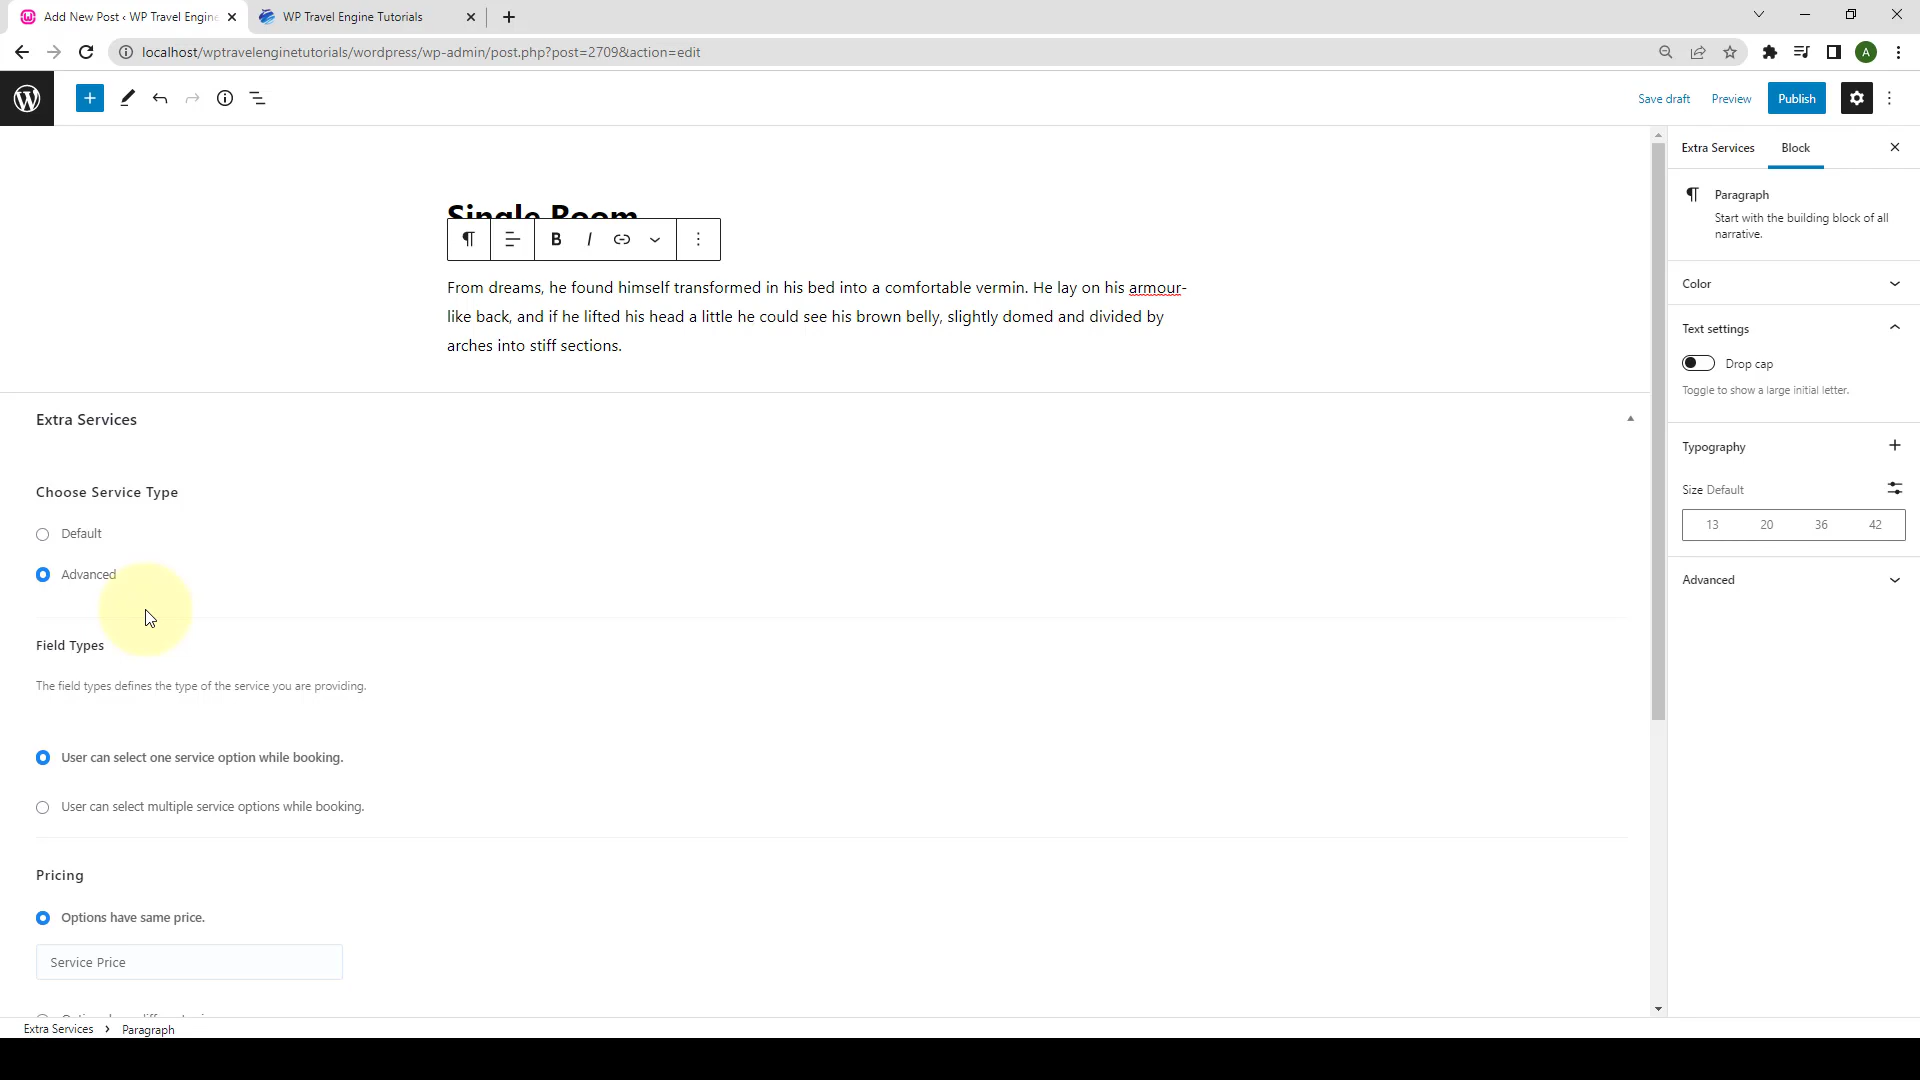 Add New Post ‹ WP Travel Engine
WP Travel Engine Tutorials
localhost/wptravelenginetutorials/wordpress/wp-admin/post.php?post=2709&action=edit
A
Save draft
Preview
Publish
Single Room
B
I
From dreams, he found himself transformed in his bed into a comfortable vermin. He lay on his armour-
like back, and if he lifted his head a little he could see his brown belly, slightly domed and divided by
arches into stiff sections.
Extra Services
Choose Service Type
Default
Advanced
Field Types
The field types defines the type of the service you are providing.
User can select one service option while booking.
User can select multiple service options while booking.
Pricing
Options have same price.
Service Price
Extra Services › Paragraph
Extra Services
Block
Paragraph
Start with the building block of all
narrative.
Color
Text settings
Drop cap
Toggle to show a large initial letter.
Typography
Size Default
13 20 36 42
Advanced